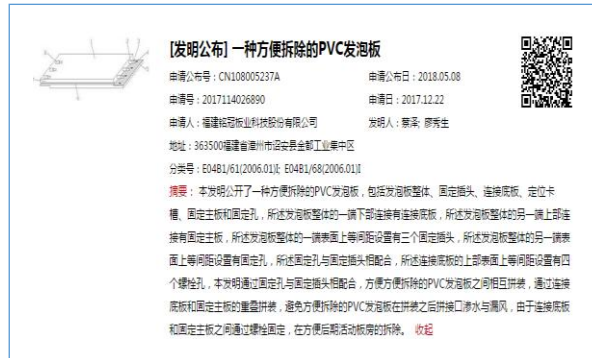 [发明公布] 一种方便拆除的PVC发泡板
申请公布号：CN108005237A 申请公布日：2018.05.08
申请号：2017114026890 申请日：2017.12.22
申请人：福建铭冠板业科技股份有限公司 发明人：蔡泽; 廖秀生
地址：363500福建省漳州市诏安县金都工业集中区
分类号：E04B1/61(2006.01)I; E04B1/68(2006.01)I
摘要：本发明公开了一种方便拆除的PVC发泡板，包括发泡板整体、固定插头、连接底板、定位卡
槽、固定主板和固定孔，所述发泡板整体的一端下部连接有连接底板，所述发泡板整体的另一端上部连
接有固定主板，所述发泡板整体的一端表面上等间距设置有三个固定插头，所述发泡板整体的另一端表
面上等间距设置有固定孔，所述固定孔与固定插头相配合，所述连接底板的上部表面上等间距设置有四
个螺栓孔，本发明通过固定孔与固定插头相配合，方便方便拆除的PVC发泡板之间相互拼装，通过连接
底板和固定主板的重叠拼装，避免方便拆除的PVC发泡板在拼装之后拼接口渗水与漏风，由于连接底板
和固定主板之间通过螺栓固定，在方便后期活动板房的拆除。 收起